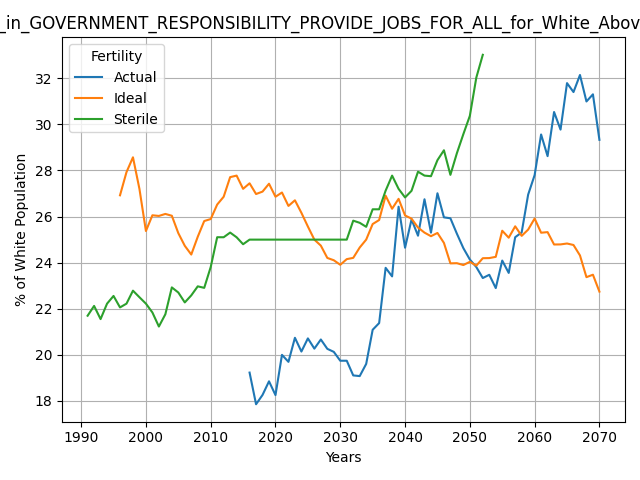 _in_GOVERNMENT_RESPONSIBILITY_PROVIDE_JOBS_FOR_ALL_for_White_Abov
Fertility
Actual
Ideal
Sterile
% of White Population
32
30
28
26
24
22
20
18
1990 2000 2010 2020 2030 2040 2050 2060 2070
Years